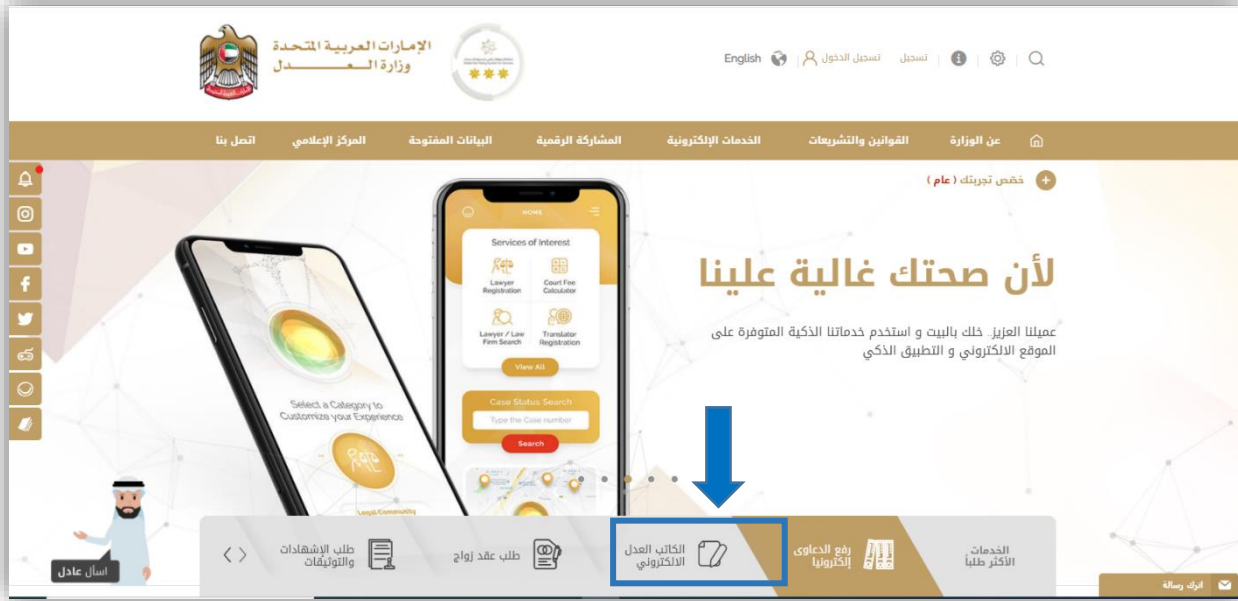 الإمارات العربية المتحدة
وزارة الـعـــــــدل
تسجيل
تسجيل الدخول
English
عن الوزارة
القوانين والتشريعات
الخدمات الإلكترونية
المشاركة الرقمية
البيانات المفتوحة
المركز الإعلامي
اتصل بنا
خصّص تجربتك ( عام )
لأن صحتك غالية علينا
عميلنا العزيز.. خلك بالبيت و استخدم خدماتنا الذكية المتوفرة على
الموقع الالكتروني و التطبيق الذكي
HOME
Services of Interest
Lawyer
Registration
Court Fee
Calculator
Lawyer / Law
Firm Search
Translator
Registration
View All
Case Status Search
Type the Case number
Search
Select a Category to
Customize your Experience
Legal Community
الخدمات
الأكثر طلباً
رفع الدعاوى
إلكترونيا
الكاتب العدل
الالكتروني
طلب عقد زواج
طلب الإشهادات
والتوثيقات
اسأل عادل
اترك رسالة